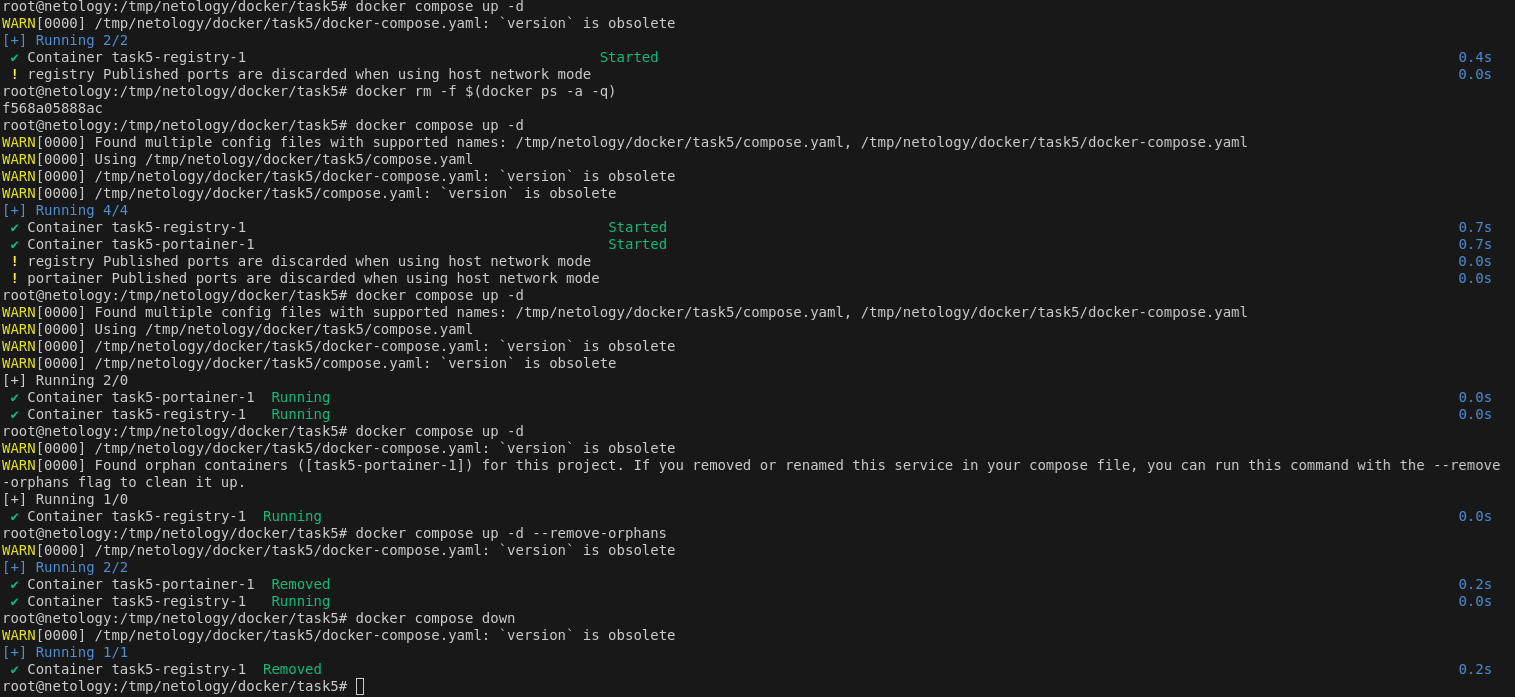 root@netology:/tmp/netology/docker/task5# docker compose up -d
WARN[0000] /tmp/netology/docker/task5/docker-compose.yaml: `version` is obsolete
[+] Running 2/2
✔ Container task5-registry-1 Started 0.4s
! registry Published ports are discarded when using host network mode 0.0s
root@netology:/tmp/netology/docker/task5# docker rm -f $(docker ps -a -q)
f568a05888ac
root@netology:/tmp/netology/docker/task5# docker compose up -d
WARN[0000] Found multiple config files with supported names: /tmp/netology/docker/task5/compose.yaml, /tmp/netology/docker/task5/docker-compose.yaml
WARN[0000] Using /tmp/netology/docker/task5/compose.yaml
WARN[0000] /tmp/netology/docker/task5/docker-compose.yaml: `version` is obsolete
WARN[0000] /tmp/netology/docker/task5/compose.yaml: `version` is obsolete
[+] Running 4/4
✔ Container task5-registry-1 Started 0.7s
✔ Container task5-portainer-1 Started 0.7s
! registry Published ports are discarded when using host network mode 0.0s
! portainer Published ports are discarded when using host network mode 0.0s
root@netology:/tmp/netology/docker/task5# docker compose up -d
WARN[0000] Found multiple config files with supported names: /tmp/netology/docker/task5/compose.yaml, /tmp/netology/docker/task5/docker-compose.yaml
WARN[0000] Using /tmp/netology/docker/task5/compose.yaml
WARN[0000] /tmp/netology/docker/task5/docker-compose.yaml: `version` is obsolete
WARN[0000] /tmp/netology/docker/task5/compose.yaml: `version` is obsolete
[+] Running 2/0
✔ Container task5-portainer-1 Running 0.0s
✔ Container task5-registry-1 Running 0.0s
root@netology:/tmp/netology/docker/task5# docker compose up -d
WARN[0000] /tmp/netology/docker/task5/docker-compose.yaml: `version` is obsolete
WARN[0000] Found orphan containers ([task5-portainer-1]) for this project. If you removed or renamed this service in your compose file, you can run this command with the --remove
-orphans flag to clean it up.
[+] Running 1/0
✔ Container task5-registry-1 Running 0.0s
root@netology:/tmp/netology/docker/task5# docker compose up -d --remove-orphans
WARN[0000] /tmp/netology/docker/task5/docker-compose.yaml: `version` is obsolete
[+] Running 2/2
✔ Container task5-portainer-1 Removed 0.2s
✔ Container task5-registry-1 Running 0.0s
root@netology:/tmp/netology/docker/task5# docker compose down
WARN[0000] /tmp/netology/docker/task5/docker-compose.yaml: `version` is obsolete
[+] Running 1/1
✔ Container task5-registry-1 Removed 0.2s
root@netology:/tmp/netology/docker/task5#